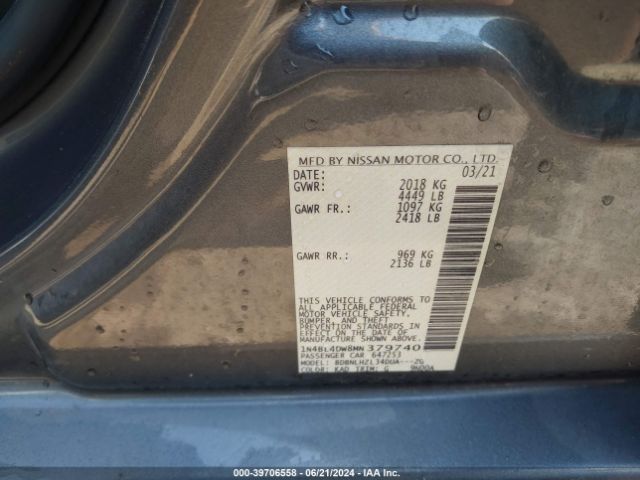 MFD BY NISSAN MOTOR CO., LTD.
DATE: 03/21
GVWR: 2018 KG
4449 LB
GAWR FR.: 1097 KG
2418 LB
GAWR RR.: 969 KG
2136 LB
THIS VEHICLE CONFORMS TO
ALL APPLICABLE FEDERAL
MOTOR VEHICLE SAFETY,
BUMPER, AND THEFT
PREVENTION STANDARDS IN
EFFECT ON THE DATE OF
MANUFACTURE SHOWN ABOVE.
1N4BL4DW8MN 379740
PASSENGER CAR 647253
MODEL: BDBNLHZL34DUA---ZG
COLOR: KAD TRIM: G
000-39706558 - 06/21/2024 - IAA Inc.